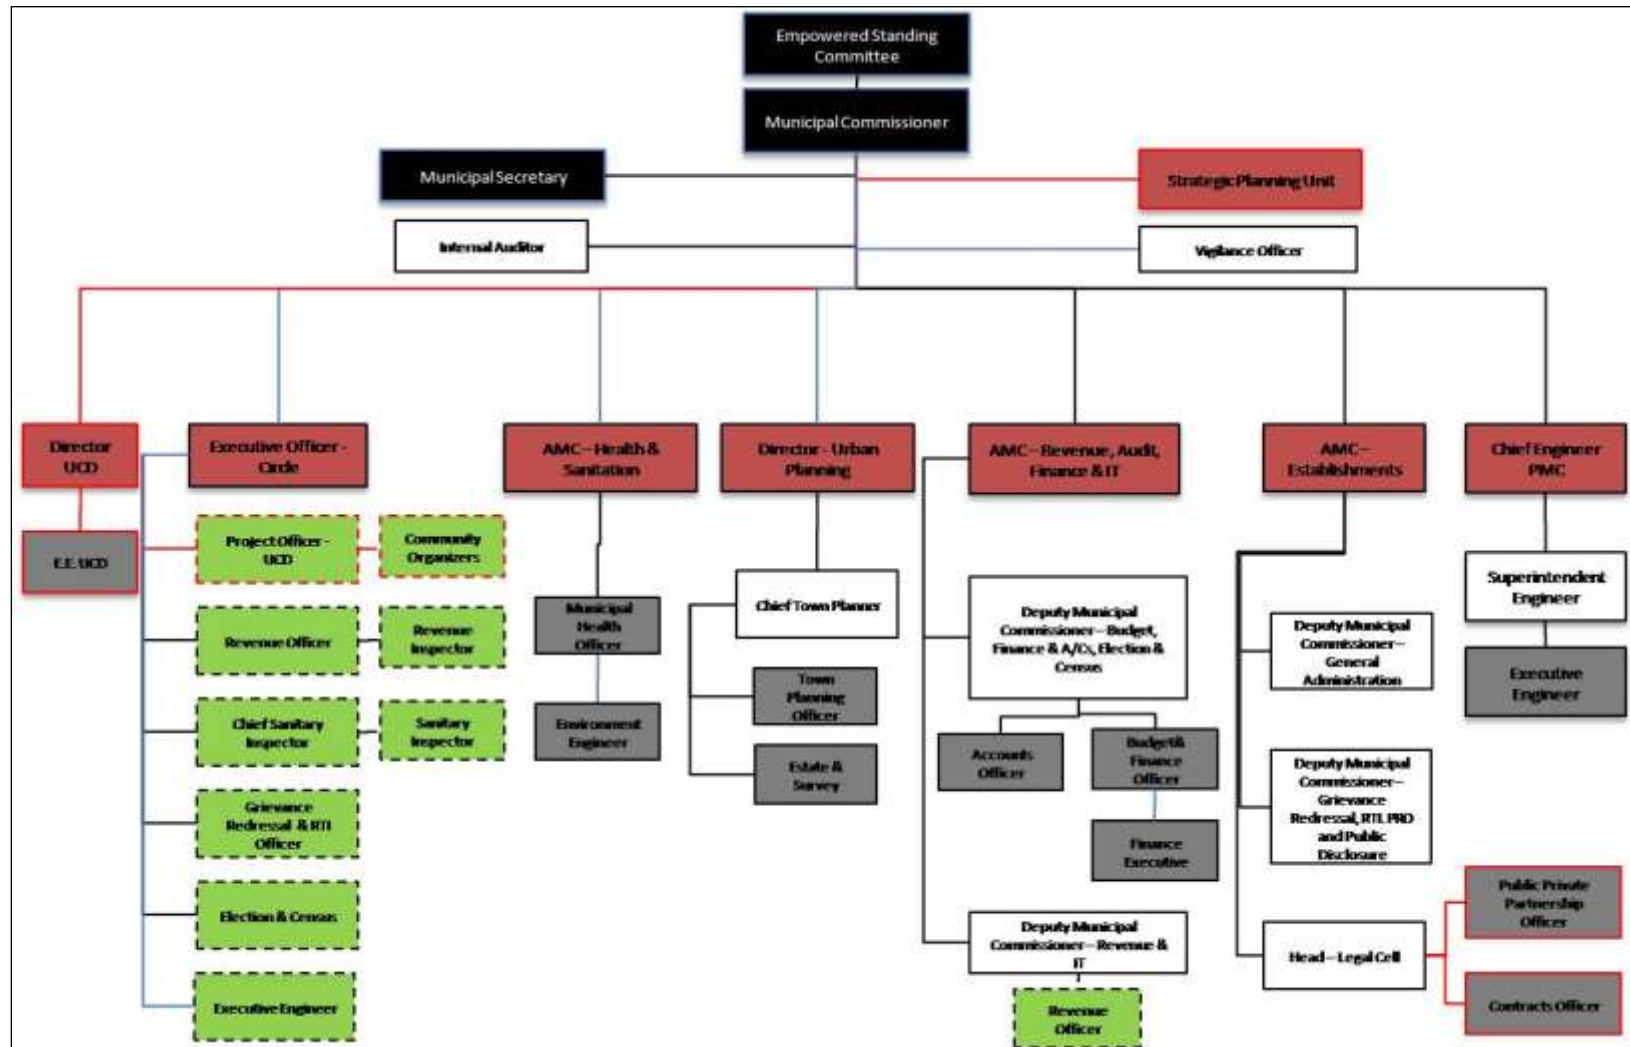 Empowered Standing
Committee
Municipal Commissioner
Municipal Secretary
Strategic Planning Unit
Internal Auditor
Vigilance Officer
Director
UCD
Executive Officer -
Circle
AMC – Health &
Sanitation
Director - Urban
Planning
AMC – Revenue, Audit,
Finance & IT
AMC –
Establishments
Chief Engineer
PMC
E.E. UCD
Project Officer -
UCD
Community
Organizers
Revenue Officer
Revenue
Inspector
Chief Sanitary
Inspector
Sanitary
Inspector
Grievance
Redressal & RTI
Officer
Election & Census
Executive Engineer
Municipal
Health
Officer
Environment
Engineer
Chief Town Planner
Town
Planning
Officer
Estate &
Survey
Deputy Municipal
Commissioner – Budget,
Finance & A/Cs, Election &
Census
Accounts
Officer
Budget&
Finance
Officer
Finance
Executive
Deputy Municipal
Commissioner – Revenue &
IT
Revenue
Officer
Deputy Municipal
Commissioner –
General
Administration
Deputy Municipal
Commissioner –
Grievance
Redressal, RTI, PRO
and Public
Disclosure
Head – Legal Cell
Superintendent
Engineer
Executive
Engineer
Public Private
Partnership
Officer
Contracts Officer